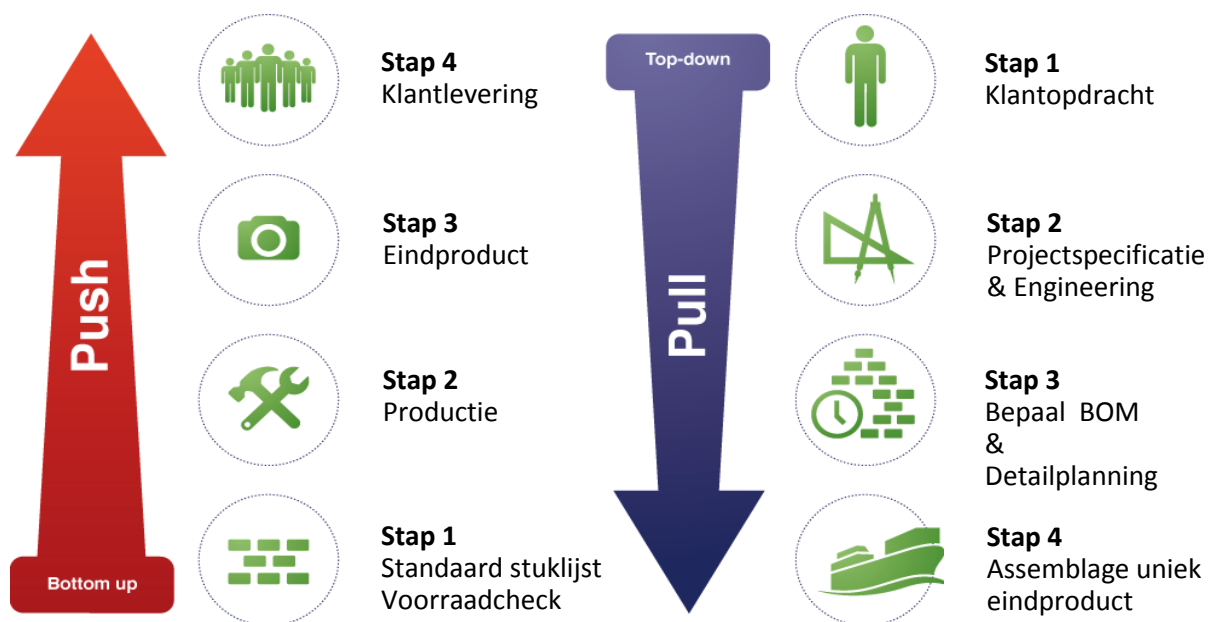 Push
Bottom up
Stap 4
Klantlevering
Stap 3
Eindproduct
Stap 2
Productie
Stap 1
Standaard stuklijst
Voorraadcheck
Top-down
Pull
Stap 1
Klantopdracht
Stap 2
Projectspecificatie
& Engineering
Stap 3
Bepaal BOM
&
Detailplanning
Stap 4
Assemblage uniek
eindproduct